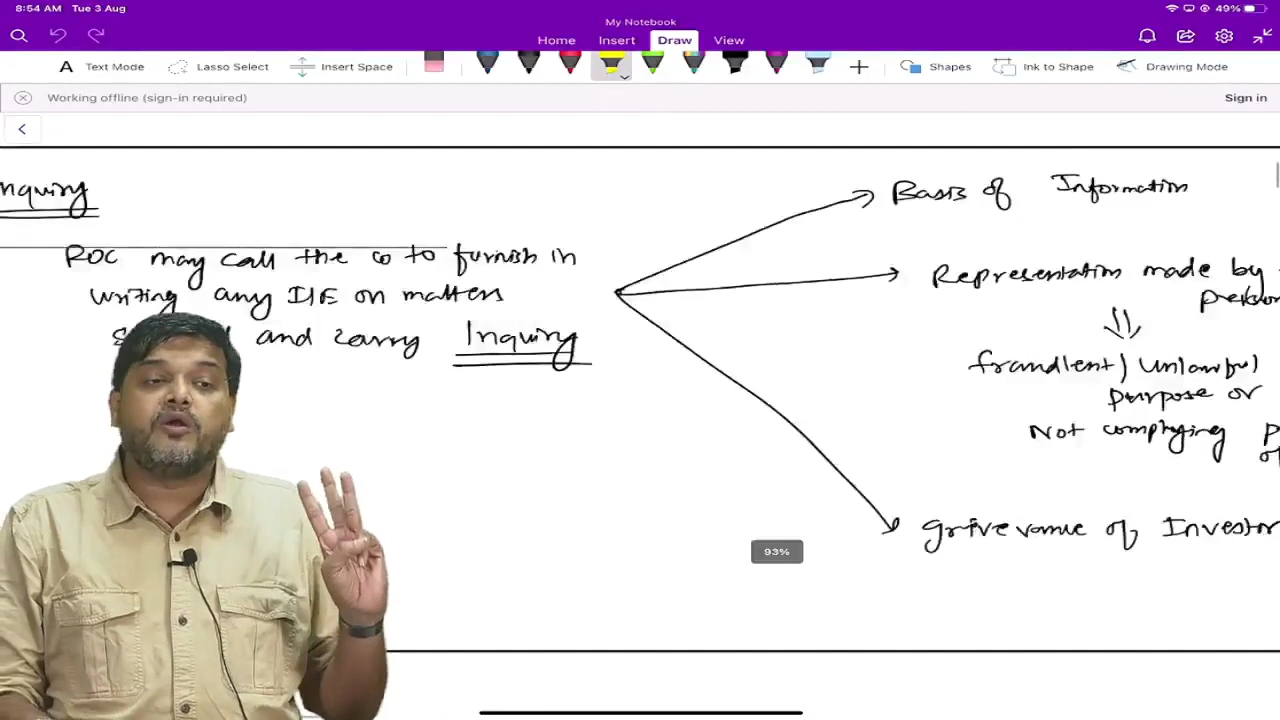 8:54 AM Tue 3 Aug
49%
My Notebook
Home Insert Draw View
Text Mode Lasso Select Insert Space Shapes Ink to Shape Drawing Mode
Working offline (sign-in required) Sign in
nquiry
ROC may call the co to furnish in
writing any I/E on matters
and carry Inquiry
Basis of Information
Representation made by
person
fraudlent/ Unlawful
purpose or
Not complying
grivevance of Investor
93%